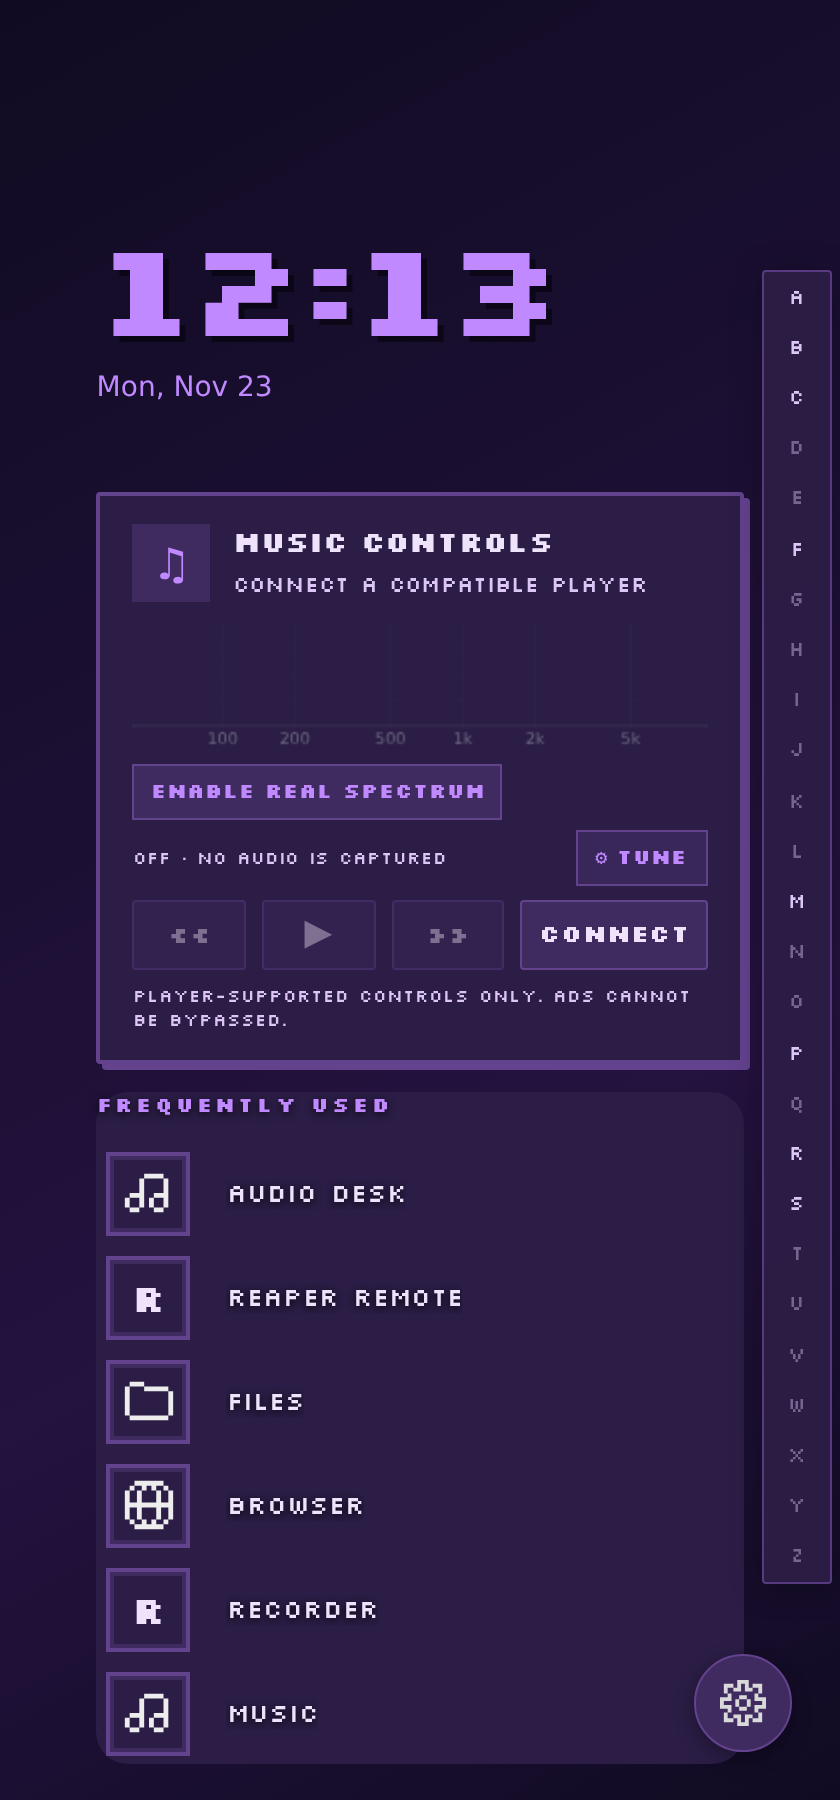 12:13
Mon, Nov 23
MUSIC CONTROLS
CONNECT A COMPATIBLE PLAYER
100 200 500 1k 2k 5k
ENABLE REAL SPECTRUM
OFF · NO AUDIO IS CAPTURED
⚙ TUNE
CONNECT
PLAYER-SUPPORTED CONTROLS ONLY. ADS CANNOT
BE BYPASSED.
FREQUENTLY USED
AUDIO DESK
R
REAPER REMOTE
FILES
BROWSER
R
RECORDER
MUSIC
A
B
C
D
E
F
G
H
I
J
K
L
M
N
O
P
Q
R
S
T
U
V
W
X
Y
Z